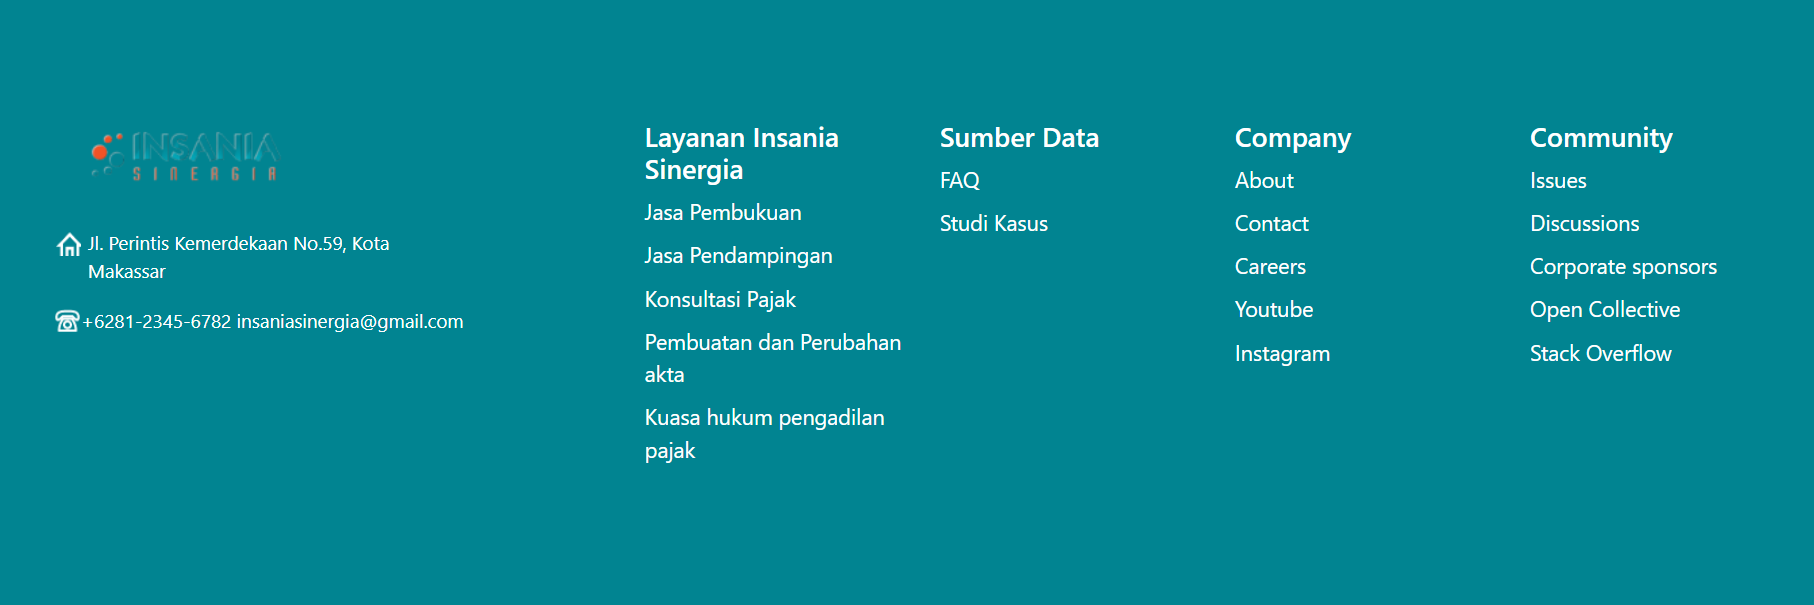 INSANIA
SINERGIA
Jl. Perintis Kemerdekaan No.59, Kota
Makassar
+6281-2345-6782 insaniasinergia@gmail.com
Layanan Insania
Sinergia
Jasa Pembukuan
Jasa Pendampingan
Konsultasi Pajak
Pembuatan dan Perubahan
akta
Kuasa hukum pengadilan
pajak
Sumber Data
FAQ
Studi Kasus
Company
About
Contact
Careers
Youtube
Instagram
Community
Issues
Discussions
Corporate sponsors
Open Collective
Stack Overflow